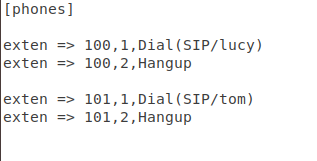 [phones]
exten => 100,1,Dial(SIP/lucy)
exten => 100,2,Hangup
exten => 101,1,Dial(SIP/tom)
exten => 101,2,Hangup